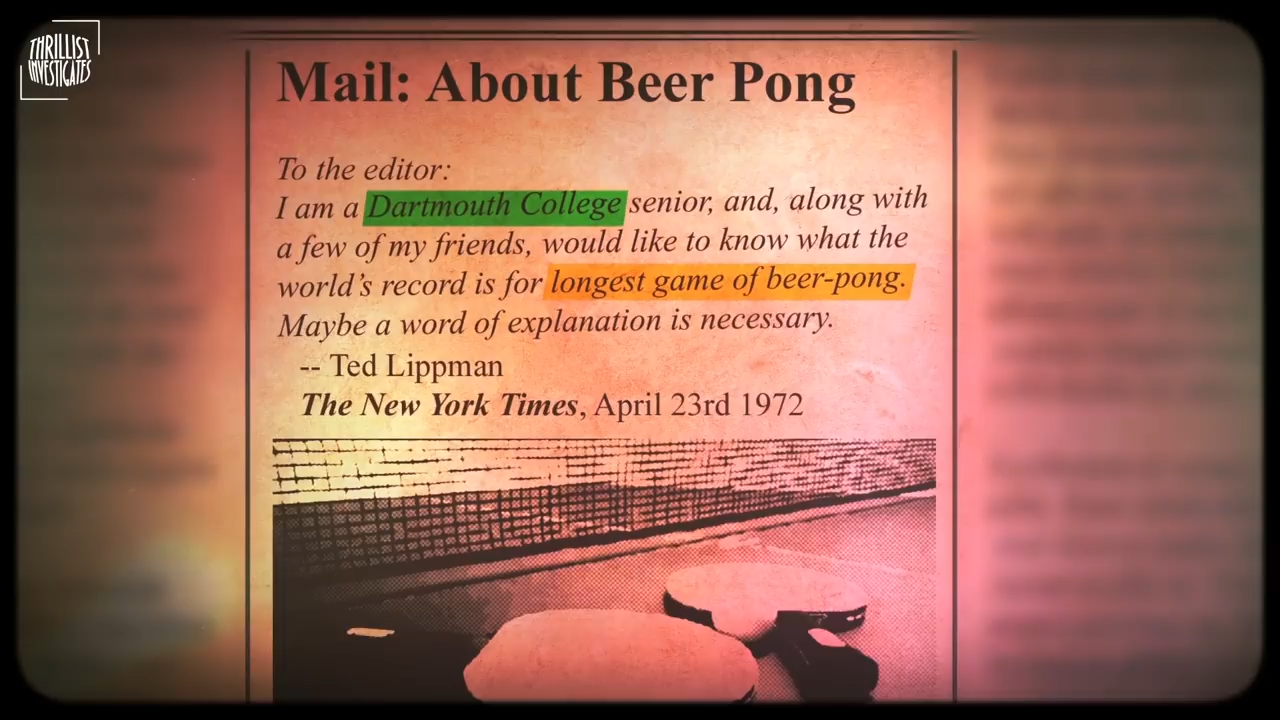 THRILLIST
INVESTIGATES
Mail: About Beer Pong
To the editor:
I am a Dartmouth College senior, and, along with
a few of my friends, would like to know what the
world's record is for longest game of beer-pong.
Maybe a word of explanation is necessary.
-- Ted Lippman
The New York Times, April 23rd 1972